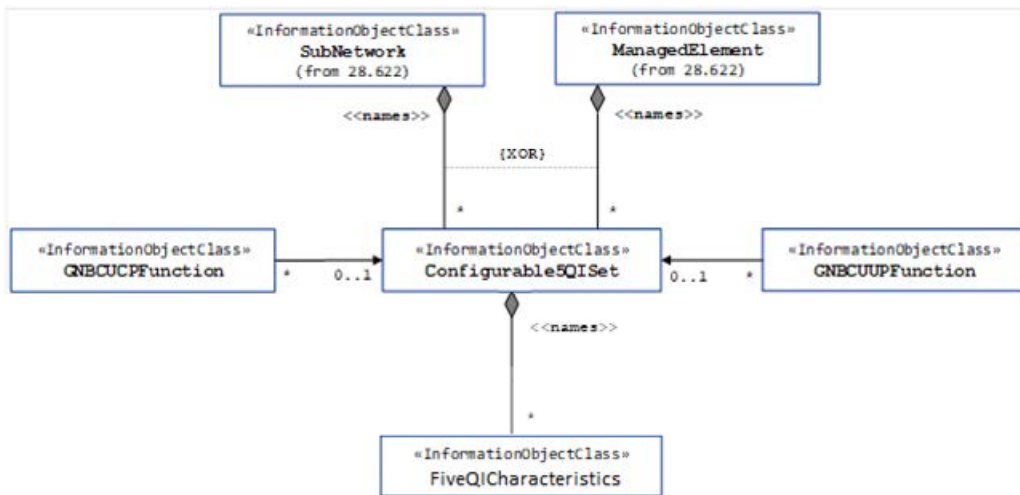 «InformationObjectClass»
SubNetwork
(from 28.622)
«InformationObjectClass»
ManagedElement
(from 28.622)
<<names>>
<<names>>
{XOR}
*
*
«InformationObjectClass»
GNBCUCPFunction
*
0..1
«InformationObjectClass»
Configurable5QISet
0..1
*
«InformationObjectClass»
GNBCUUPFunction
<<names>>
*
«InformationObjectClass»
FiveQICharacteristics